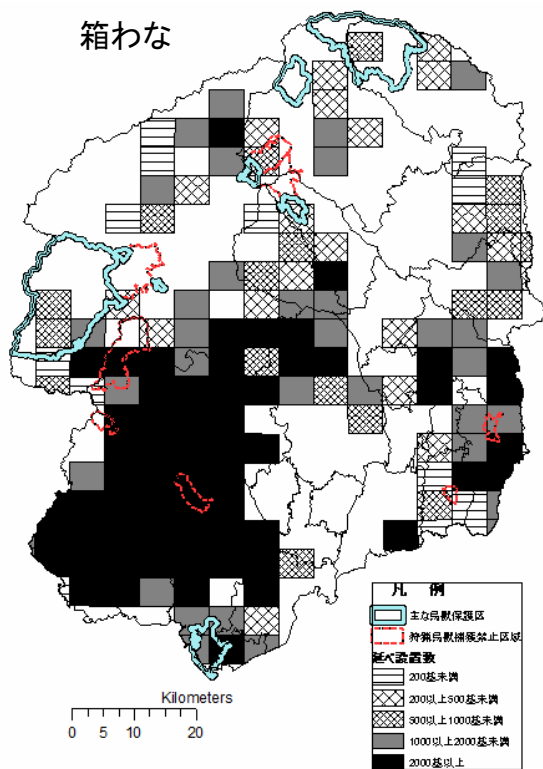 箱わな
凡 例
主な鳥獣保護区
狩猟鳥獣捕獲禁止区域
延べ設置数
200基未満
200以上500基未満
500以上1000基未満
1000以上2000基未満
2000基以上
Kilometers
0 5 10 20